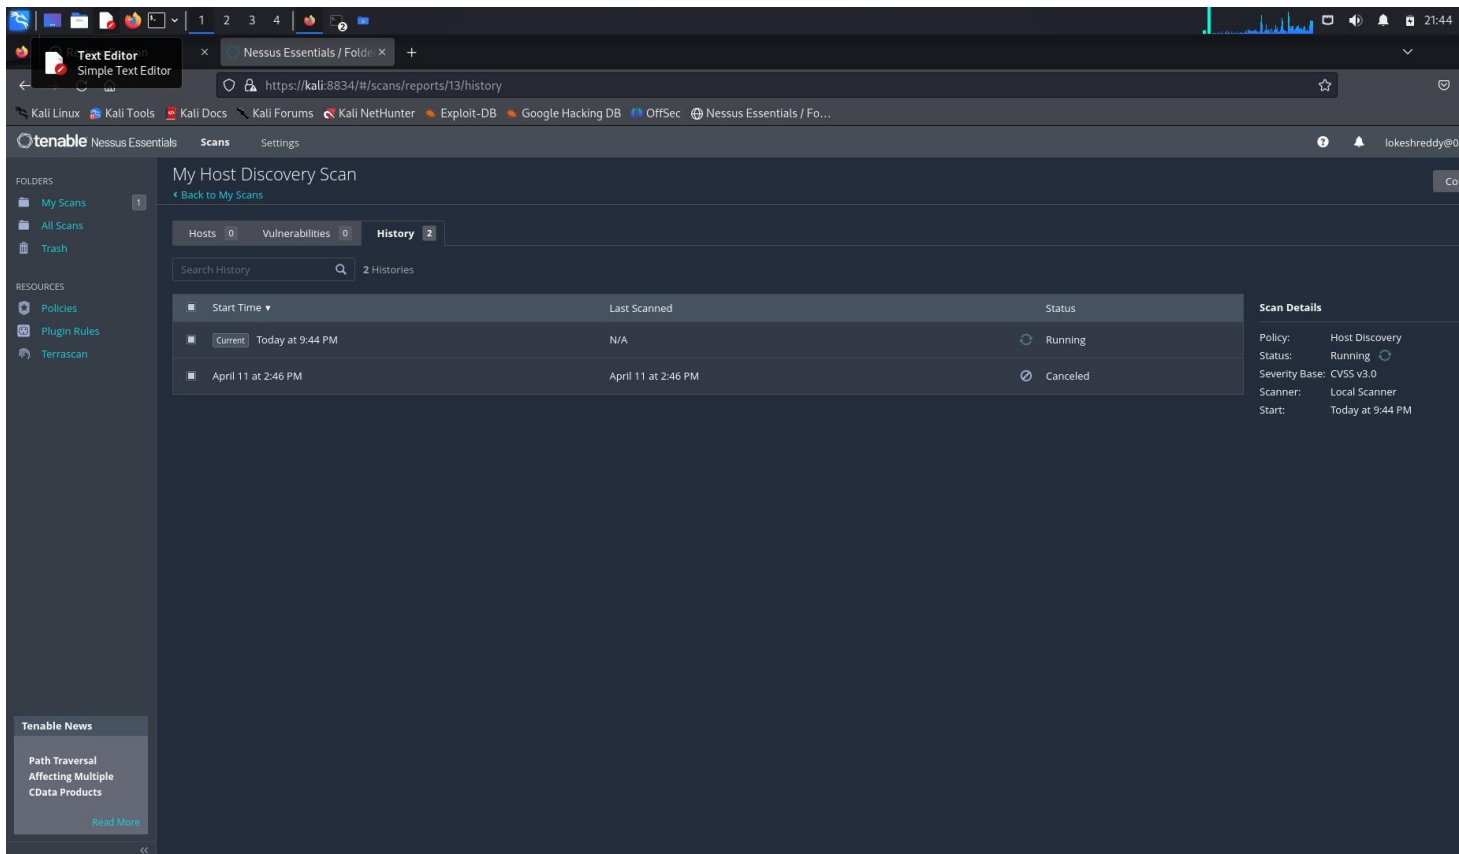 1 2 3 4 2 21:44
Text Editor
Simple Text Editor
Nessus Essentials / Folde × +
https://kali:8834/#/scans/reports/13/history
Kali Linux Kali Tools Kali Docs Kali Forums Kali NetHunter Exploit-DB Google Hacking DB OffSec Nessus Essentials / Fo...
tenable Nessus Essentials Scans Settings lokeshreddy@0
FOLDERS
My Scans 1
All Scans
Trash
RESOURCES
Policies
Plugin Rules
Terrascan
My Host Discovery Scan
Back to My Scans
Co
Hosts 0 Vulnerabilities 0 History 2
Search History 2 Histories
Start Time Last Scanned Status
Current Today at 9:44 PM N/A Running
April 11 at 2:46 PM April 11 at 2:46 PM Canceled
Scan Details
Policy: Host Discovery
Status: Running
Severity Base: CVSS v3.0
Scanner: Local Scanner
Start: Today at 9:44 PM
Tenable News
Path Traversal
Affecting Multiple
CData Products
Read More